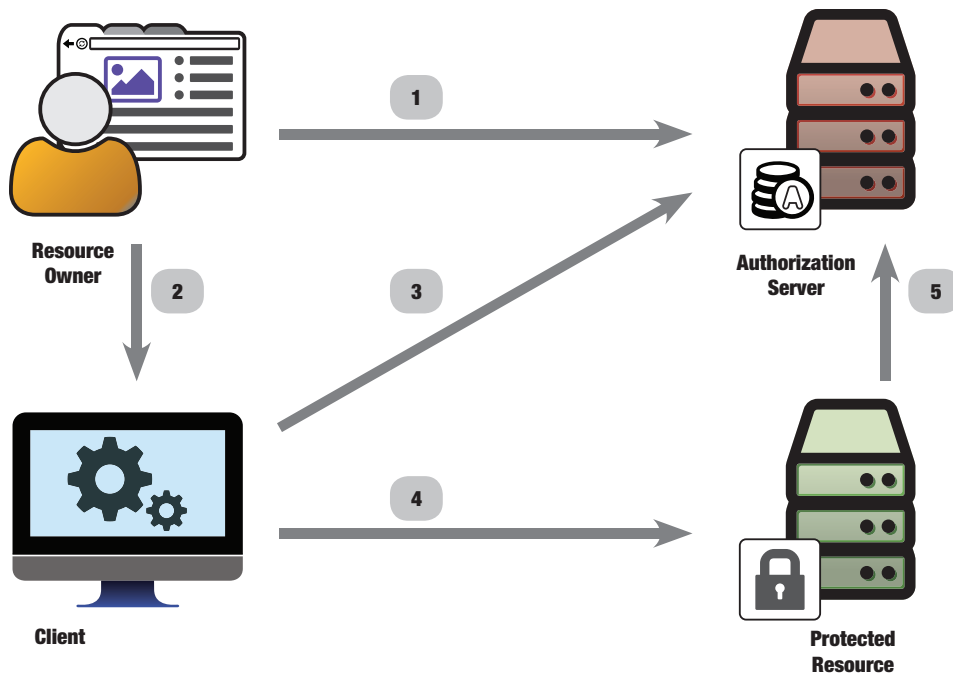 1
Resource
Owner
2
3
Authorization
Server
5
A
4
Client
Protected
Resource